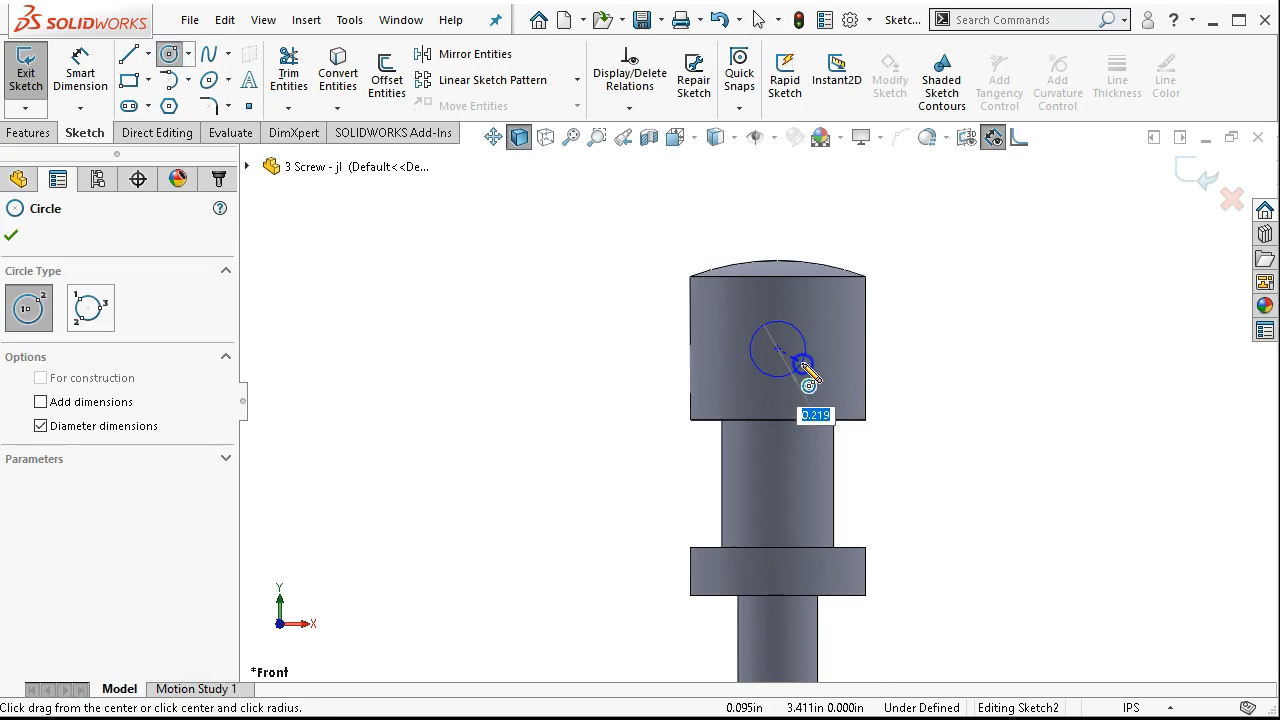 3S SOLIDWORKS
File Edit View Insert Tools Window Help
Sketc...
Search Commands
?
Exit Sketch
Smart Dimension
Trim Entities
Convert Entities
Offset Entities
Mirror Entities
Linear Sketch Pattern
Move Entities
Display/Delete Relations
Repair Sketch
Quick Snaps
Rapid Sketch
Instant2D
Modify Sketch
Shaded Sketch Contours
Add Tangency Control
Add Curvature Control
Line Thickness
Line Color
Features Sketch Direct Editing Evaluate DimXpert SOLIDWORKS Add-Ins
3 Screw - jl (Default<<De...
Circle
?
Circle Type
Options
For construction
Add dimensions
Diameter dimensions
Parameters
0.219
Y
X
*Front
Model Motion Study 1
Click drag from the center or click center and click radius. 0.095in 3.411in 0.000in Under Defined Editing Sketch2 IPS